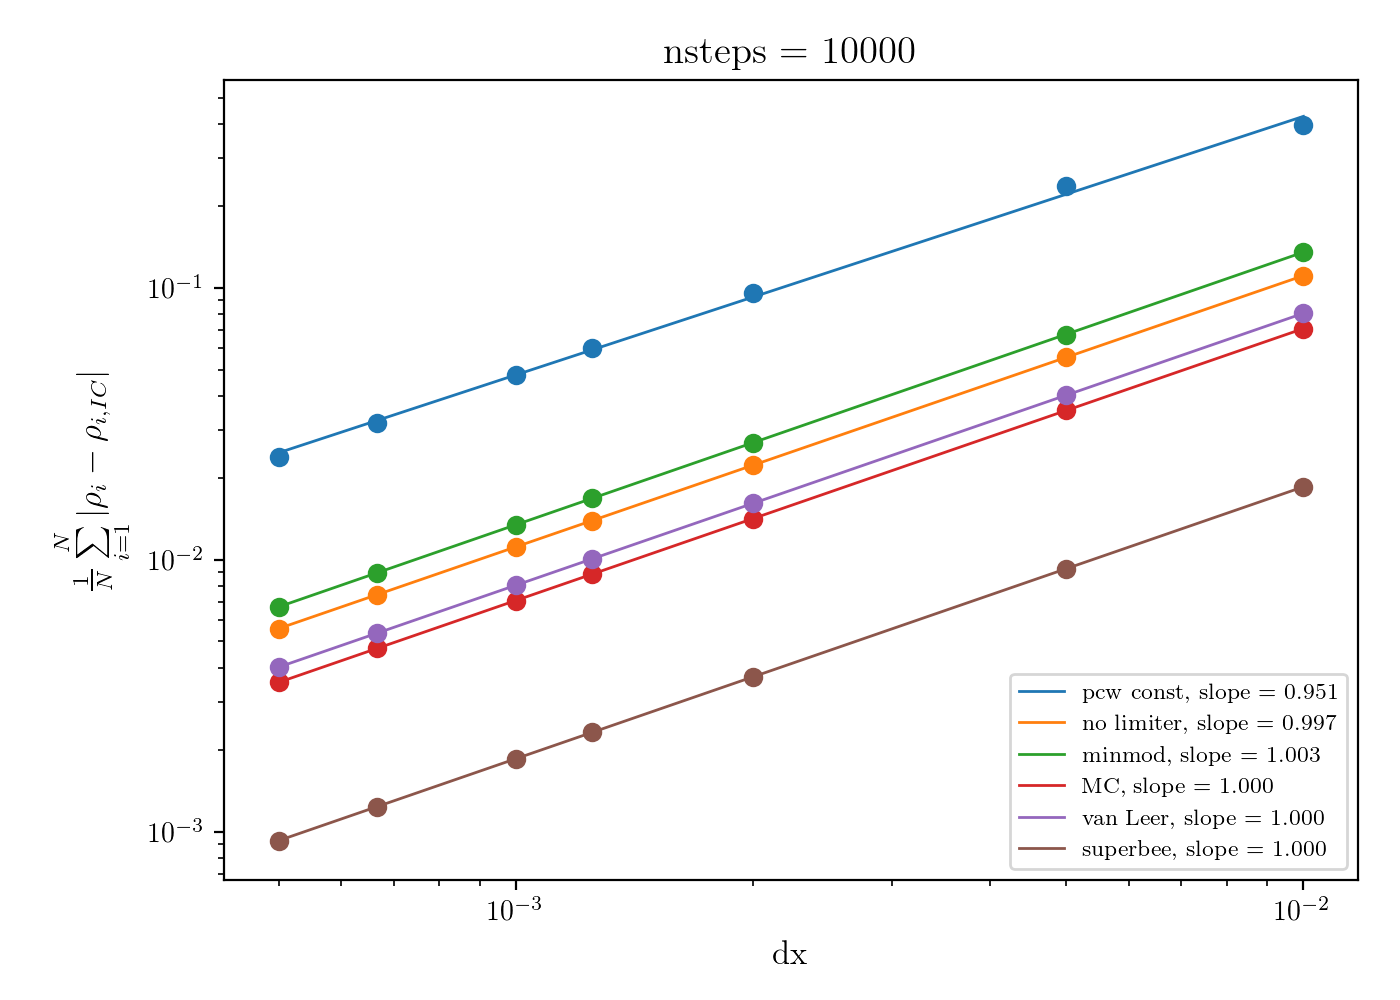 nsteps = 10000
$\frac{1}{N}\sum_{i=1}^{N}|\rho_i - \rho_{i,IC}|$
10⁻¹
10⁻²
10⁻³
10⁻³
10⁻²
dx
pcw const, slope = 0.951
no limiter, slope = 0.997
minmod, slope = 1.003
MC, slope = 1.000
van Leer, slope = 1.000
superbee, slope = 1.000